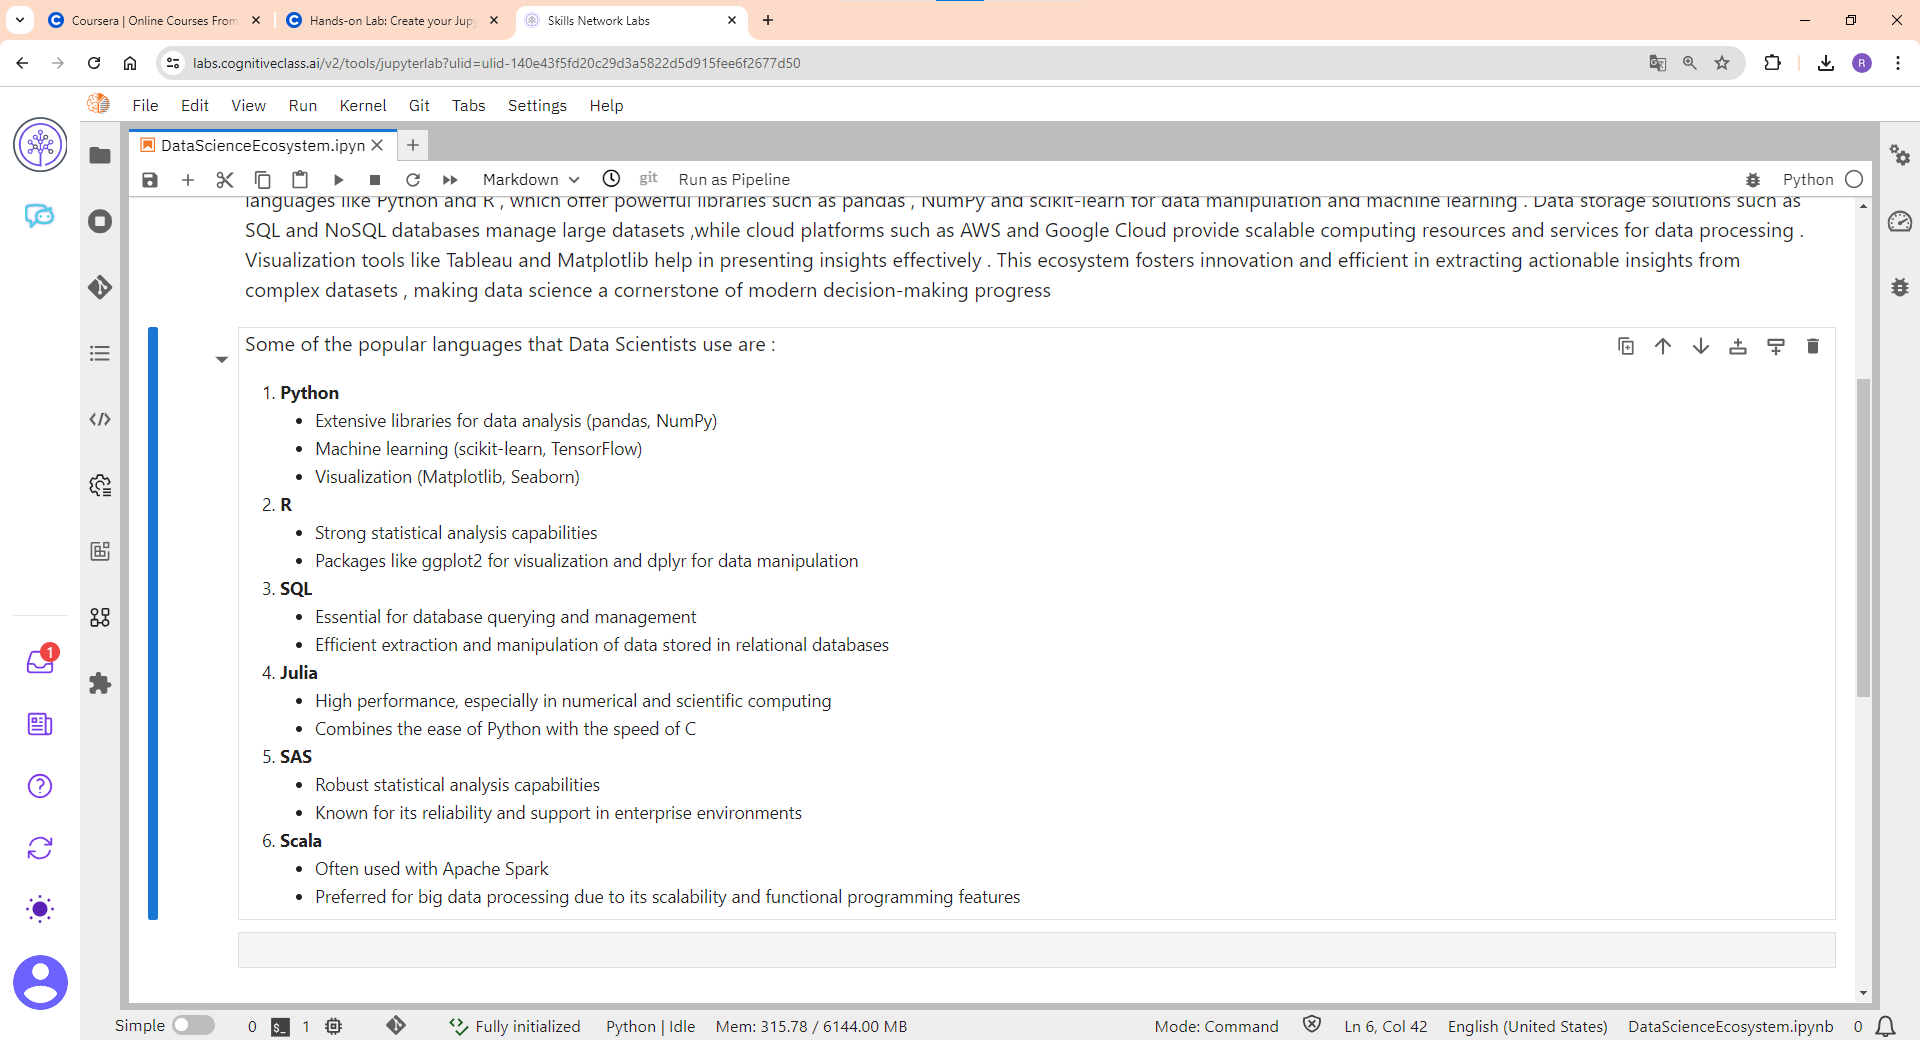 Coursera | Online Courses From
Hands-on Lab: Create your Jup
Skills Network Labs
labs.cognitiveclass.ai/v2/tools/jupyterlab?ulid=ulid-140e43f5fd20c29d3a5822d5d915fee6f2677d50
R
File Edit View Run Kernel Git Tabs Settings Help
DataScienceEcosystem.ipyn
Markdown git Run as Pipeline Python
languages like Python and R , which offer powerful libraries such as pandas , NumPy and scikit-learn for data manipulation and machine learning . Data storage solutions such as
SQL and NoSQL databases manage large datasets ,while cloud platforms such as AWS and Google Cloud provide scalable computing resources and services for data processing .
Visualization tools like Tableau and Matplotlib help in presenting insights effectively . This ecosystem fosters innovation and efficient in extracting actionable insights from
complex datasets , making data science a cornerstone of modern decision-making progress
Some of the popular languages that Data Scientists use are :
1. Python
• Extensive libraries for data analysis (pandas, NumPy)
• Machine learning (scikit-learn, TensorFlow)
• Visualization (Matplotlib, Seaborn)
2. R
• Strong statistical analysis capabilities
• Packages like ggplot2 for visualization and dplyr for data manipulation
3. SQL
• Essential for database querying and management
• Efficient extraction and manipulation of data stored in relational databases
4. Julia
• High performance, especially in numerical and scientific computing
• Combines the ease of Python with the speed of C
5. SAS
• Robust statistical analysis capabilities
• Known for its reliability and support in enterprise environments
6. Scala
• Often used with Apache Spark
• Preferred for big data processing due to its scalability and functional programming features
1
Simple 0 $_ 1 Fully initialized Python | Idle Mem: 315.78 / 6144.00 MB Mode: Command Ln 6, Col 42 English (United States) DataScienceEcosystem.ipynb 0